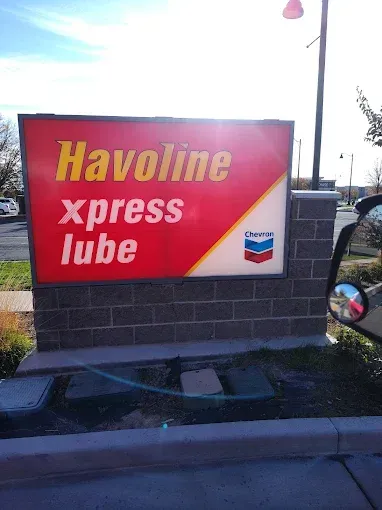 Havoline
xpress
lube
Chevron